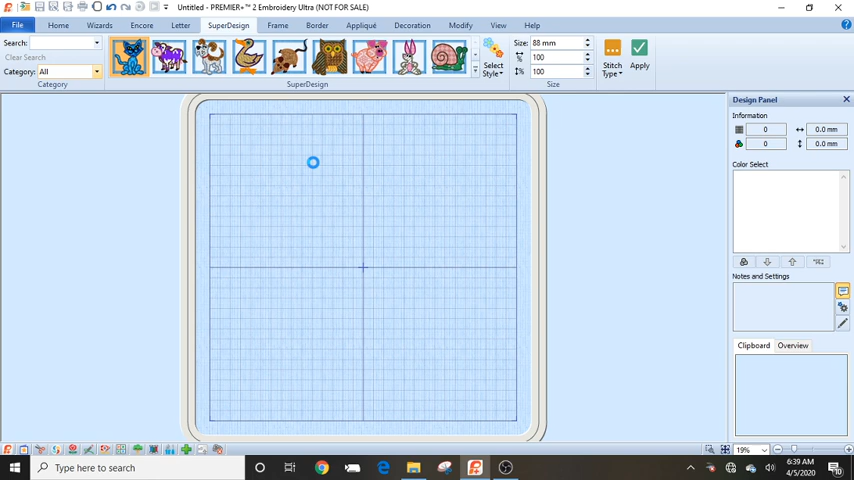 Untitled - PREMIER+™ 2 Embroidery Ultra (NOT FOR SALE)
File Home Wizards Encore Letter SuperDesign Frame Border Appliqué Decoration Modify View Help
Search:
Clear Search
Category: All
Category
SuperDesign
Select Style
Size: 88 mm
% 100
% 100
Size
Stitch Type
Apply
Design Panel
Information
0 0.0 mm
0 0.0 mm
Color Select
Notes and Settings
Clipboard Overview
19%
Type here to search
6:39 AM
4/5/2020